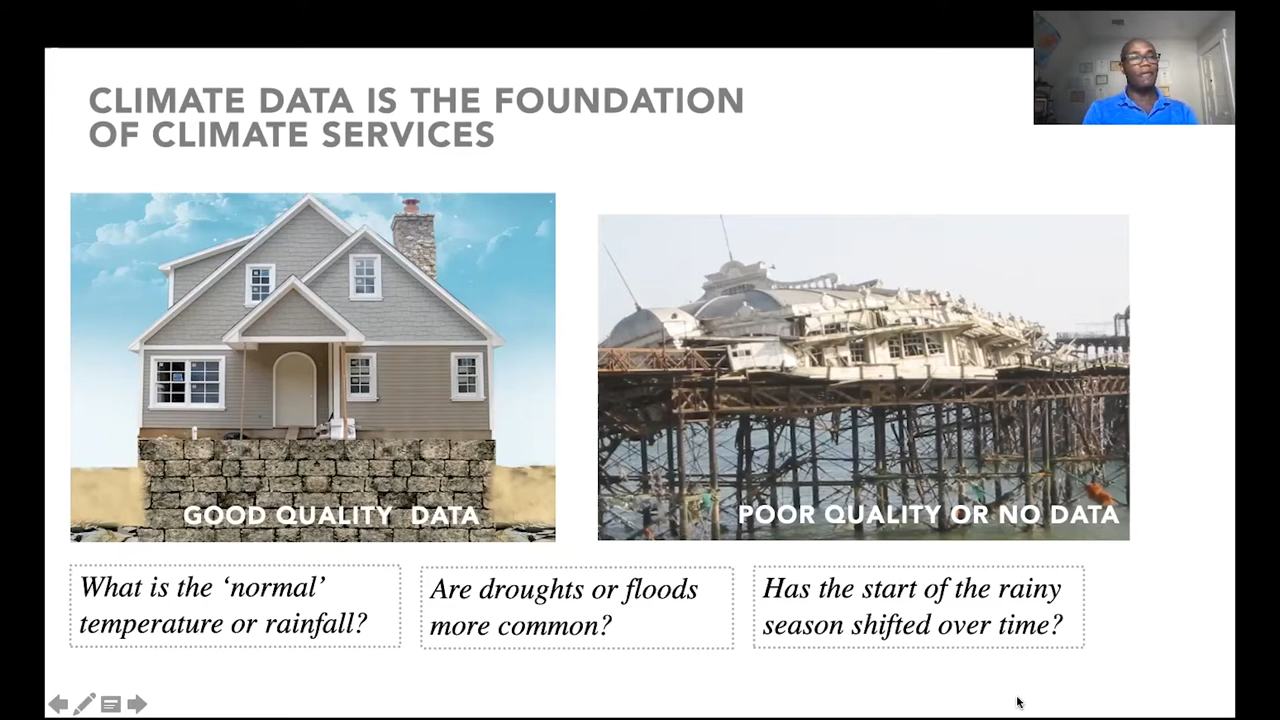 CLIMATE DATA IS THE FOUNDATION
OF CLIMATE SERVICES
GOOD QUALITY DATA
POOR QUALITY OR NO DATA
What is the ‘normal’
temperature or rainfall?
Are droughts or floods
more common?
Has the start of the rainy
season shifted over time?